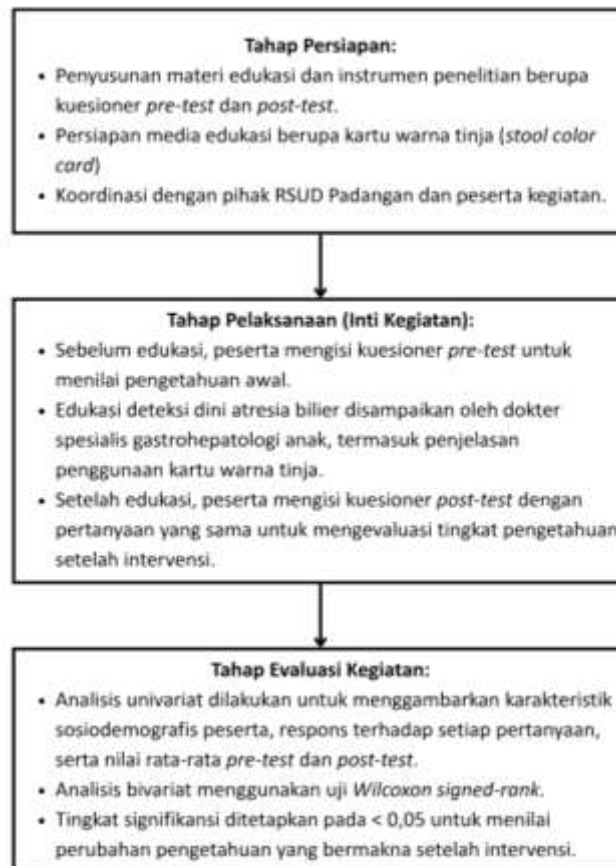 Tahap Persiapan:
• Penyusunan materi edukasi dan instrumen penelitian berupa
kuesioner pre-test dan post-test.
• Persiapan media edukasi berupa kartu warna tinja (stool color
card)
• Koordinasi dengan pihak RSUD Padangan dan peserta kegiatan.
Tahap Pelaksanaan (Inti Kegiatan):
• Sebelum edukasi, peserta mengisi kuesioner pre-test untuk
menilai pengetahuan awal.
• Edukasi deteksi dini atresia bilier disampaikan oleh dokter
spesialis gastrohepatologi anak, termasuk penjelasan
penggunaan kartu warna tinja.
• Setelah edukasi, peserta mengisi kuesioner post-test dengan
pertanyaan yang sama untuk mengevaluasi tingkat pengetahuan
setelah intervensi.
Tahap Evaluasi Kegiatan:
• Analisis univariat dilakukan untuk menggambarkan karakteristik
sosiodemografis peserta, respons terhadap setiap pertanyaan,
serta nilai rata-rata pre-test dan post-test.
• Analisis bivariat menggunakan uji Wilcoxon signed-rank.
• Tingkat signifikansi ditetapkan pada < 0,05 untuk menilai
perubahan pengetahuan yang bermakna setelah intervensi.